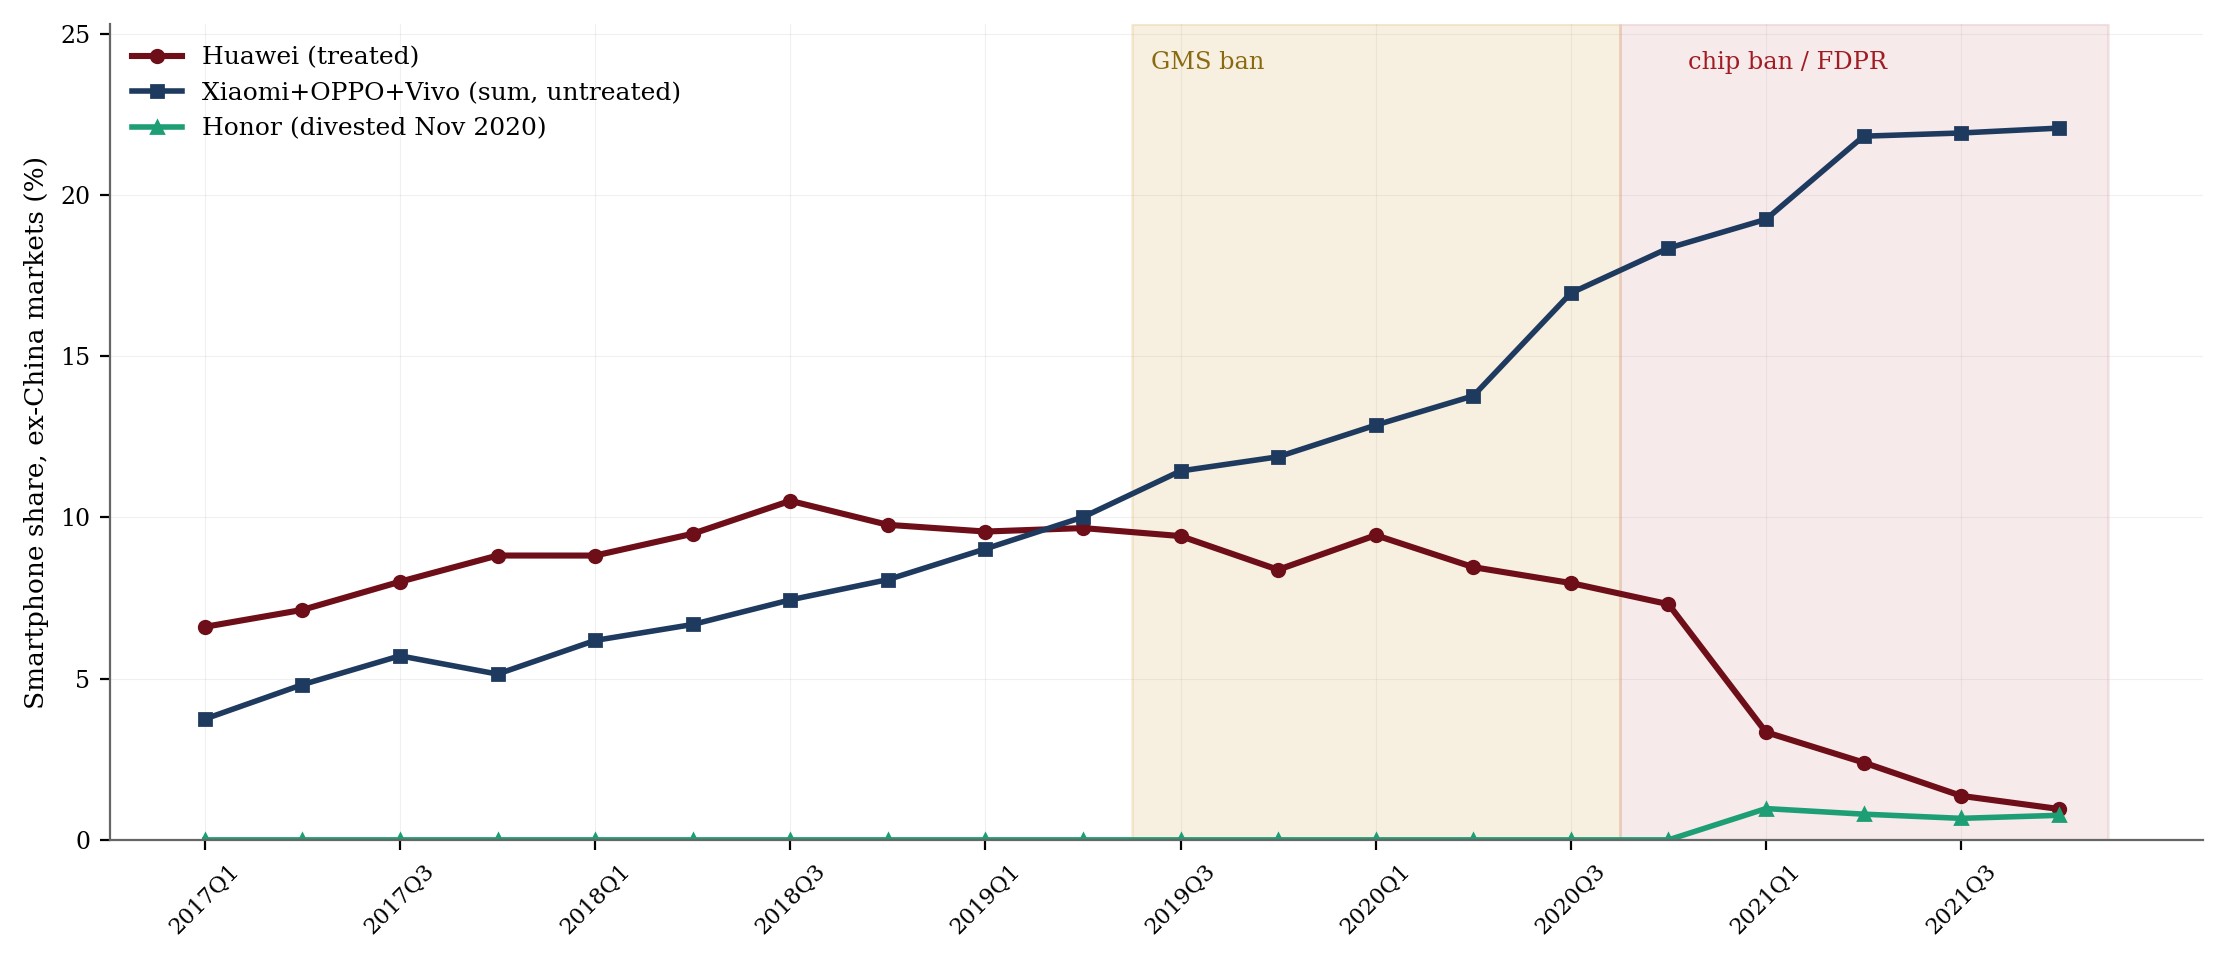 Smartphone share, ex-China markets (%)
25
20
15
10
5
0
Huawei (treated)
Xiaomi+OPPO+Vivo (sum, untreated)
Honor (divested Nov 2020)
GMS ban
chip ban / FDPR
2017Q1
2017Q3
2018Q1
2018Q3
2019Q1
2019Q3
2020Q1
2020Q3
2021Q1
2021Q3